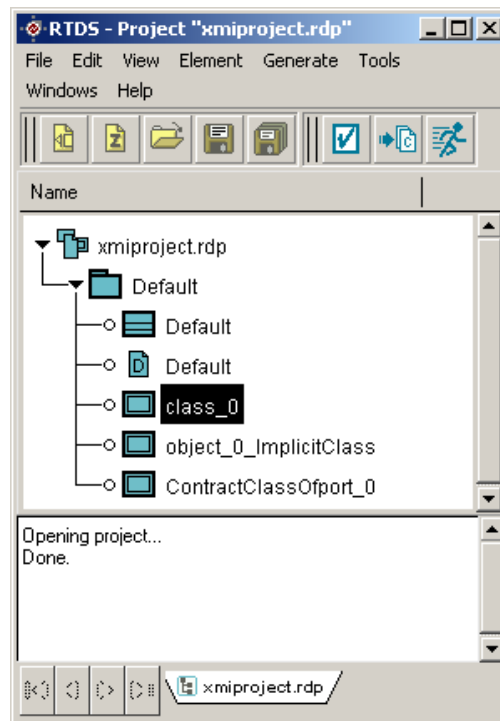 RTDS - Project "xmiproject.rdp"
File Edit View Element Generate Tools
Windows Help
Name
xmiproject.rdp
Default
Default
D Default
class_0
object_0_ImplicitClass
ContractClassOfport_0
Opening project...
Done.
xmiproject.rdp